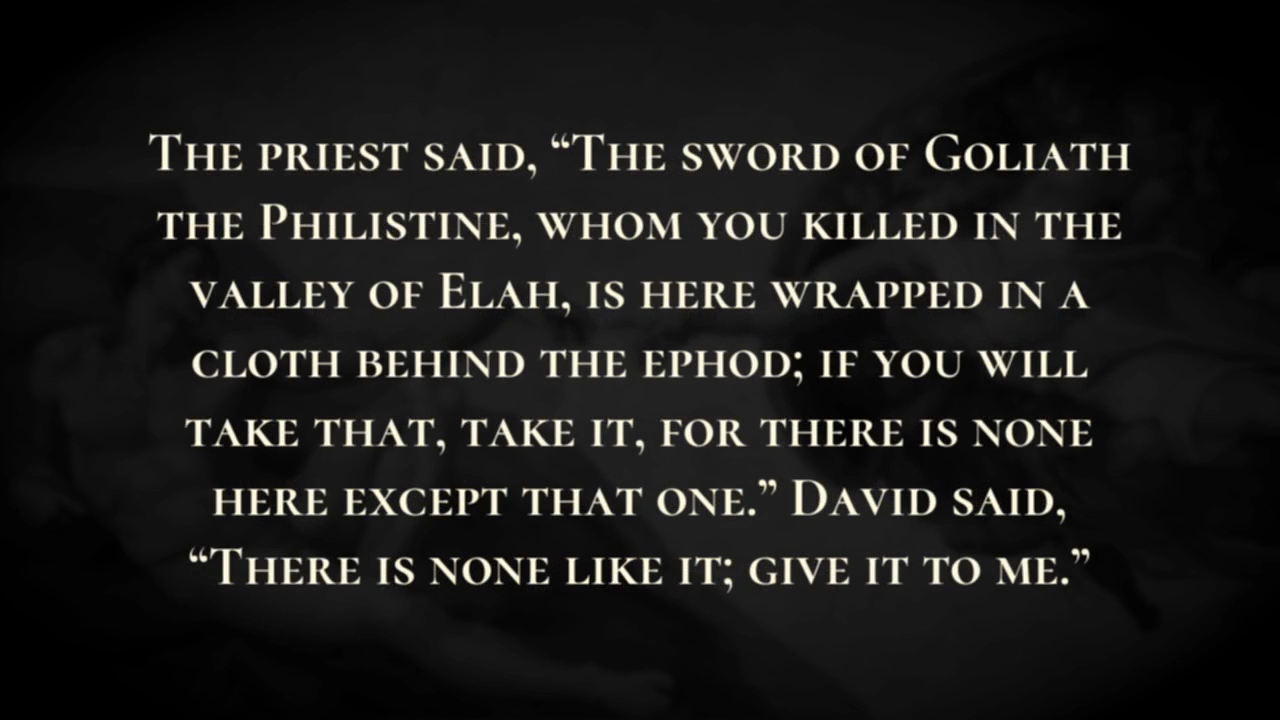 The priest said, “The sword of Goliath
the Philistine, whom you killed in the
valley of Elah, is here wrapped in a
cloth behind the ephod; if you will
take that, take it, for there is none
here except that one.” David said,
“There is none like it; give it to me.”